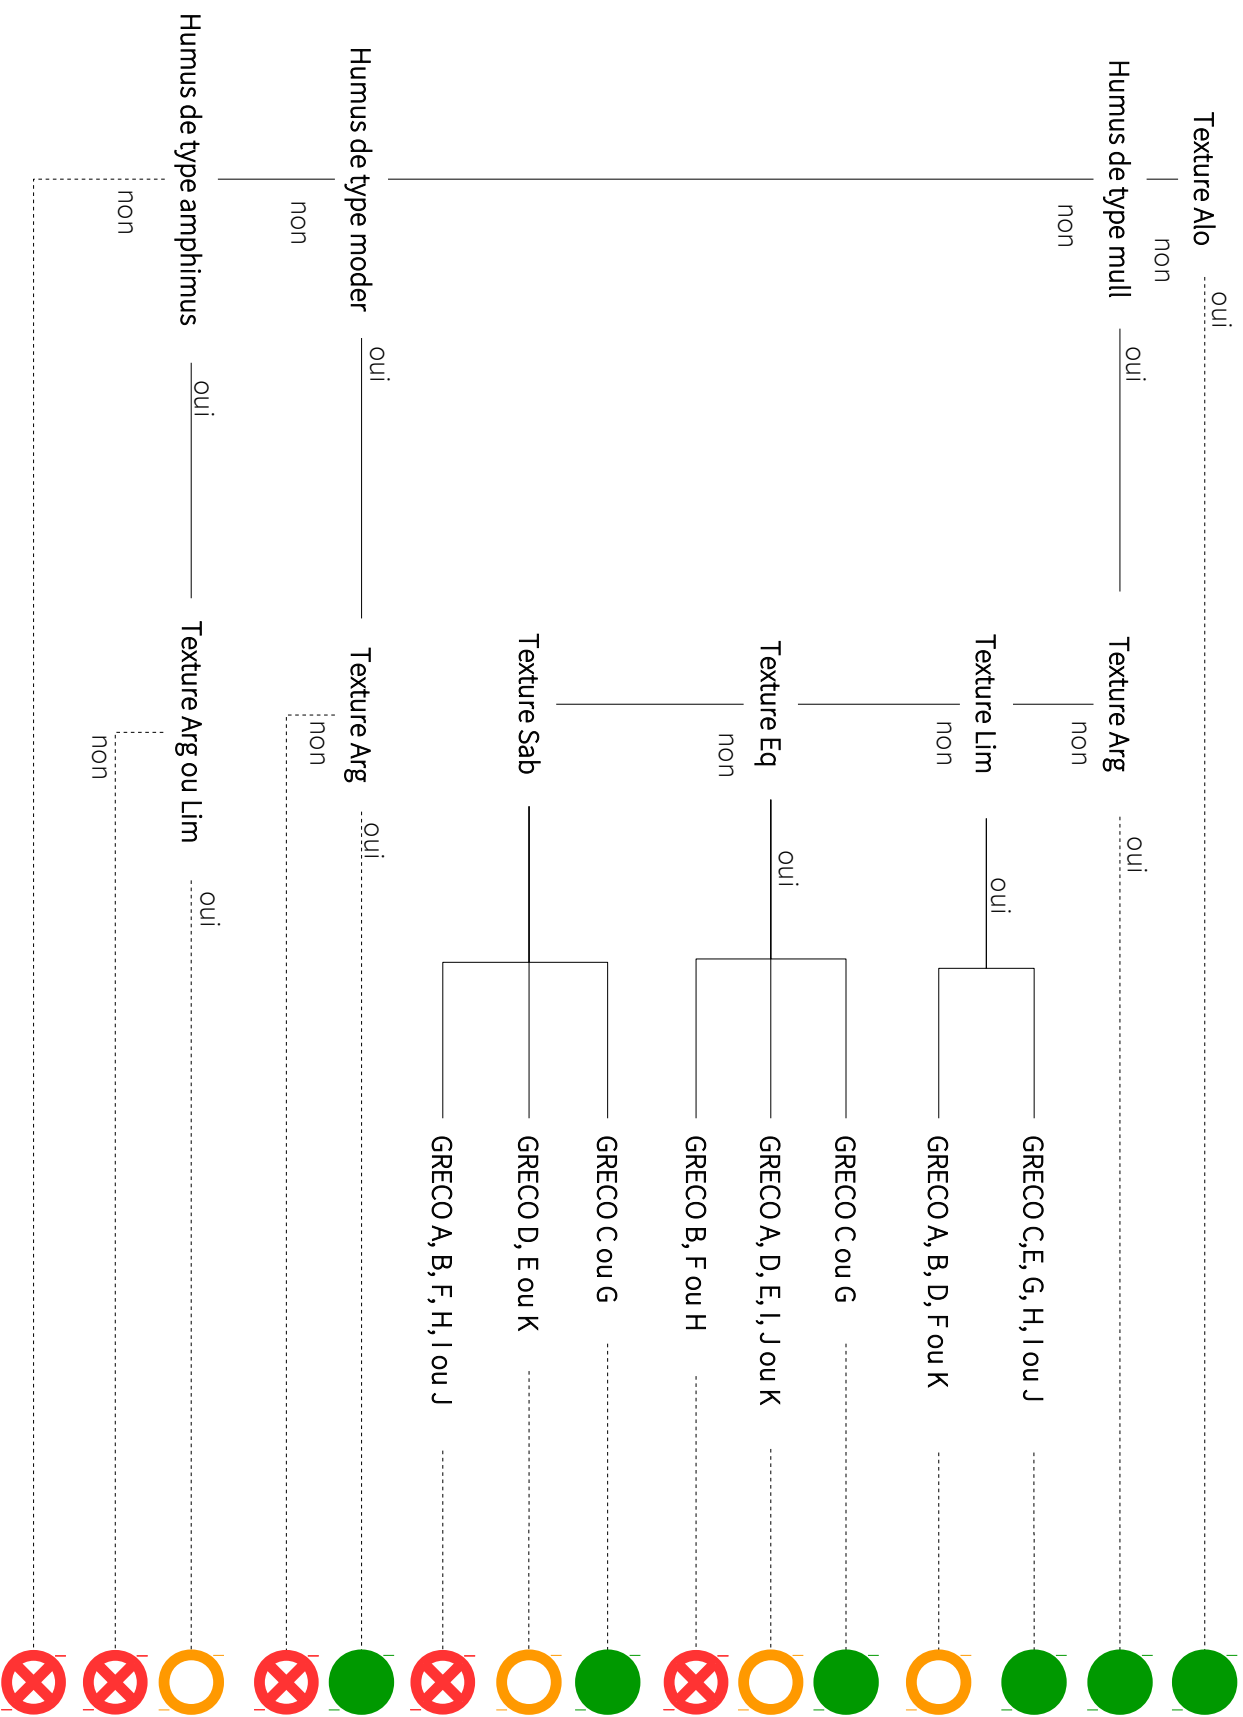 Texture Alo
oui
non
Humus de type mull
oui
Texture Arg
oui
non
Texture Lim
oui
GRECO C,E, G, H, I ou J
GRECO A, B, D, F ou K
non
Texture Eq
oui
GRECO C ou G
GRECO A, D, E, I, J ou K
GRECO B, F ou H
non
Texture Sab
GRECO C ou G
GRECO D, E ou K
GRECO A, B, F, H, I ou J
non
Humus de type moder
oui
Texture Arg
oui
non
non
Humus de type amphimus
oui
Texture Arg ou Lim
oui
non
non